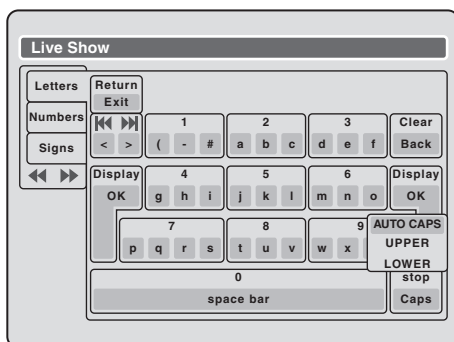 Live Show
Letters
Numbers
Signs
Return
Exit
< >
1
( - #
2
a b c
3
d e f
Clear
Back
Display
OK
4
g h i
5
j k l
6
m n o
Display
OK
7
p q r s
8
t u v
9
w x
AUTO CAPS
UPPER
LOWER
0
space bar
stop
Caps